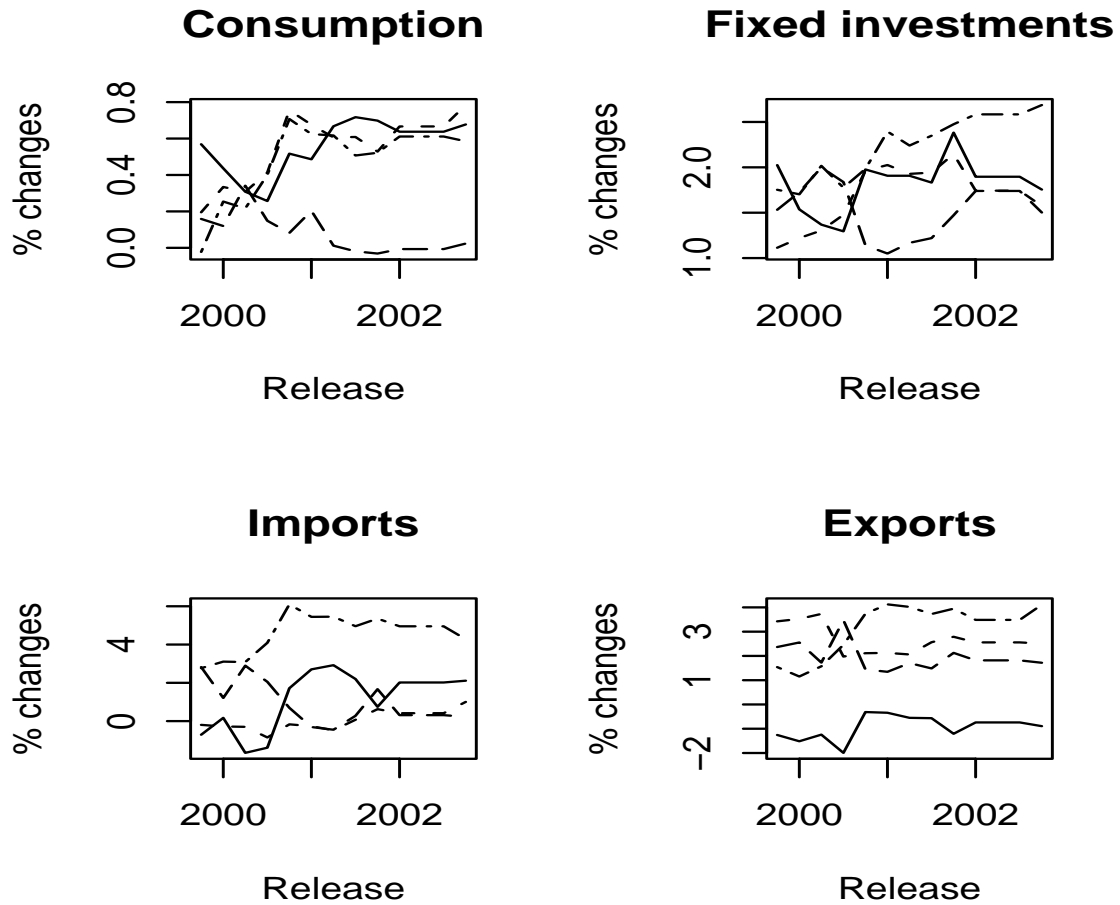 Consumption
% changes
0.0 0.4 0.8
2000 2002
Release
Fixed investments
% changes
1.0 2.0
2000 2002
Release
Imports
% changes
0 4
2000 2002
Release
Exports
% changes
−2 1 3
2000 2002
Release